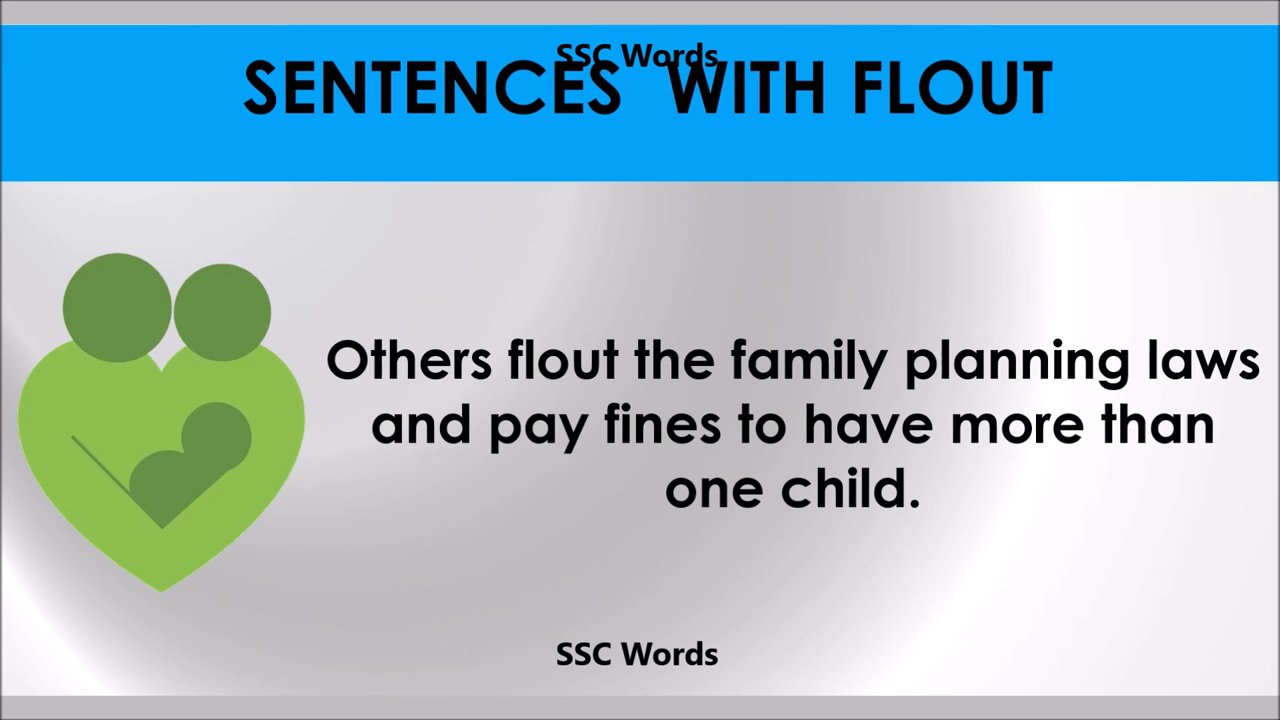 SSC Words
SENTENCES WITH FLOUT
Others flout the family planning laws
and pay fines to have more than
one child.
SSC Words